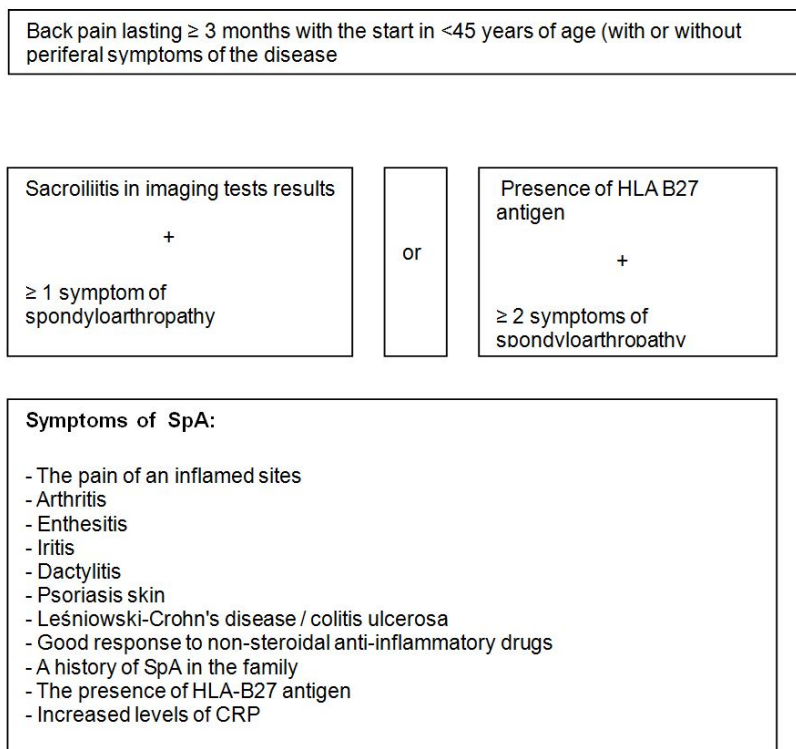 Back pain lasting ≥ 3 months with the start in <45 years of age (with or without
periferal symptoms of the disease
Sacroiliitis in imaging tests results
+
≥ 1 symptom of
spondyloarthropathy
or
Presence of HLA B27
antigen
+
≥ 2 symptoms of
spondyloarthropathy
Symptoms of SpA:
- The pain of an inflamed sites
- Arthritis
- Enthesitis
- Iritis
- Dactylitis
- Psoriasis skin
- Leśniowski-Crohn's disease / colitis ulcerosa
- Good response to non-steroidal anti-inflammatory drugs
- A history of SpA in the family
- The presence of HLA-B27 antigen
- Increased levels of CRP